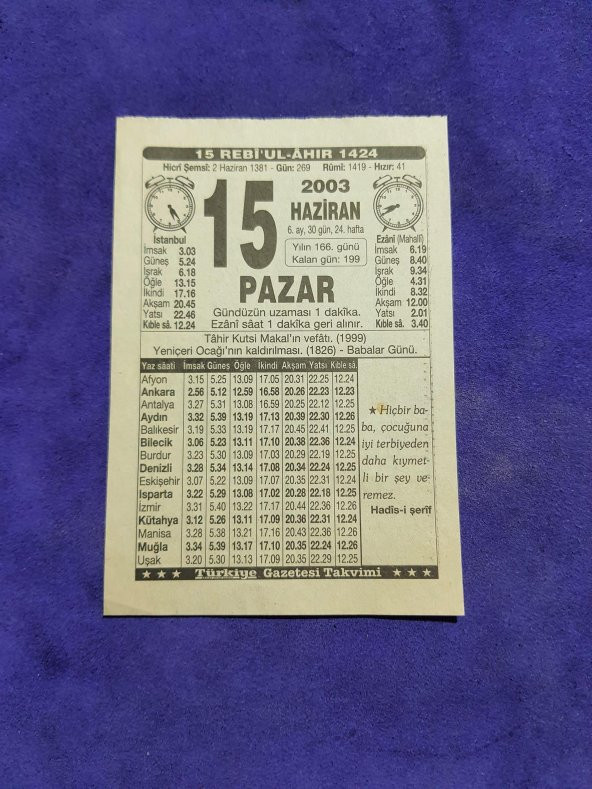 15 REBÎ'UL-ÂHIR 1424
Hicrî Şemsî: 2 Haziran 1381 - Gün: 269 Rûmî: 1419 - Hızır: 41
15
2003
HAZİRAN
6. ay, 30 gün, 24. hafta
Yılın 166. günü
Kalan gün: 199
PAZAR
İstanbul
İmsak 3.03
Güneş 5.24
İşrak 6.18
Öğle 13.15
İkindi 17.16
Akşam 20.45
Yatsı 22.46
Kıble sâ. 12.24
Ezânî (Mahallî)
İmsak 6.19
Güneş 8.40
İşrak 9.34
Öğle 4.31
İkindi 8.32
Akşam 12.00
Yatsı 2.01
Kıble sâ. 3.40
Gündüzün uzaması 1 dakîka.
Ezânî sâat 1 dakîka geri alınır.
Tâhir Kutsi Makal'ın vefâtı. (1999)
Yeniçeri Ocağı'nın kaldırılması. (1826) - Babalar Günü.
Yaz sâati İmsak Güneş Öğle İkindi Akşam Yatsı Kıble sâ.
Afyon 3.15 5.25 13.09 17.05 20.31 22.25 12.24
Ankara 2.56 5.12 12.59 16.58 20.26 22.23 12.23
Antalya 3.27 5.31 13.08 16.59 20.25 22.12 12.25
Aydın 3.32 5.39 13.19 17.13 20.39 22.30 12.26
Balıkesir 3.19 5.33 13.19 17.17 20.45 22.41 12.25
Bilecik 3.06 5.23 13.11 17.10 20.38 22.36 12.23
Burdur 3.23 5.30 13.09 17.03 20.29 22.19 12.25
Denizli 3.28 5.34 13.14 17.08 20.34 22.24 12.25
Eskişehir 3.07 5.22 13.09 17.07 20.35 22.31 12.24
Isparta 3.22 5.29 13.08 17.02 20.28 22.18 12.25
İzmir 3.31 5.40 13.22 17.17 20.44 22.36 12.26
Kütahya 3.12 5.26 13.11 17.09 20.36 22.31 12.24
Manisa 3.28 5.38 13.21 17.16 20.43 22.36 12.26
Muğla 3.34 5.39 13.17 17.10 20.35 22.24 12.26
Uşak 3.20 5.30 13.13 17.09 20.35 22.29 12.25
★ Hiçbir ba-
ba, çocuğuna
iyi terbiyeden
daha kıymet-
li bir şey ve-
remez.
Hadîs-i şerîf
★ ★ ★ Türkiye Gazetesi Takvimi ★ ★ ★